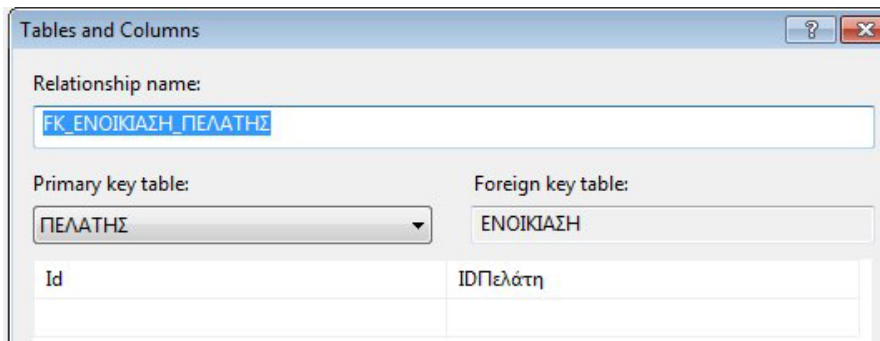 Tables and Columns
Relationship name:
FK_ΕΝΟΙΚΙΑΣΗ_ΠΕΛΑΤΗΣ
Primary key table: Foreign key table:
ΠΕΛΑΤΗΣ ΕΝΟΙΚΙΑΣΗ
Id IDΠελάτη